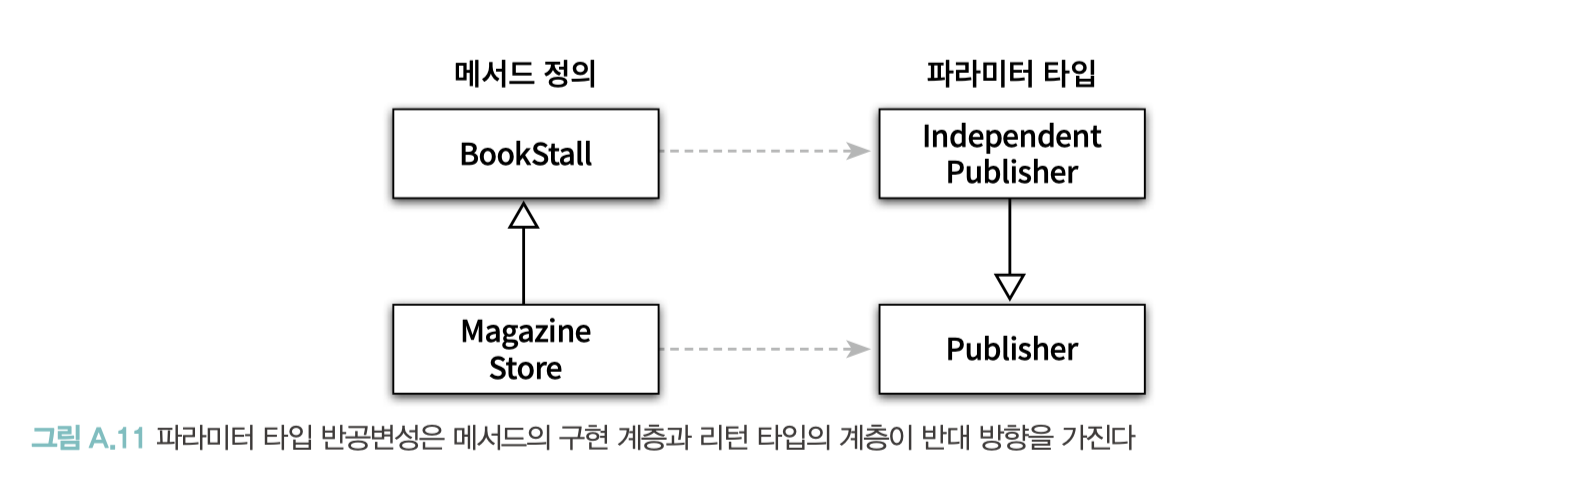 메서드 정의
파라미터 타입
BookStall
Independent
Publisher
Magazine
Store
Publisher
그림 A.11 파라미터 타입 반공변성은 메서드의 구현 계층과 리턴 타입의 계층이 반대 방향을 가진다